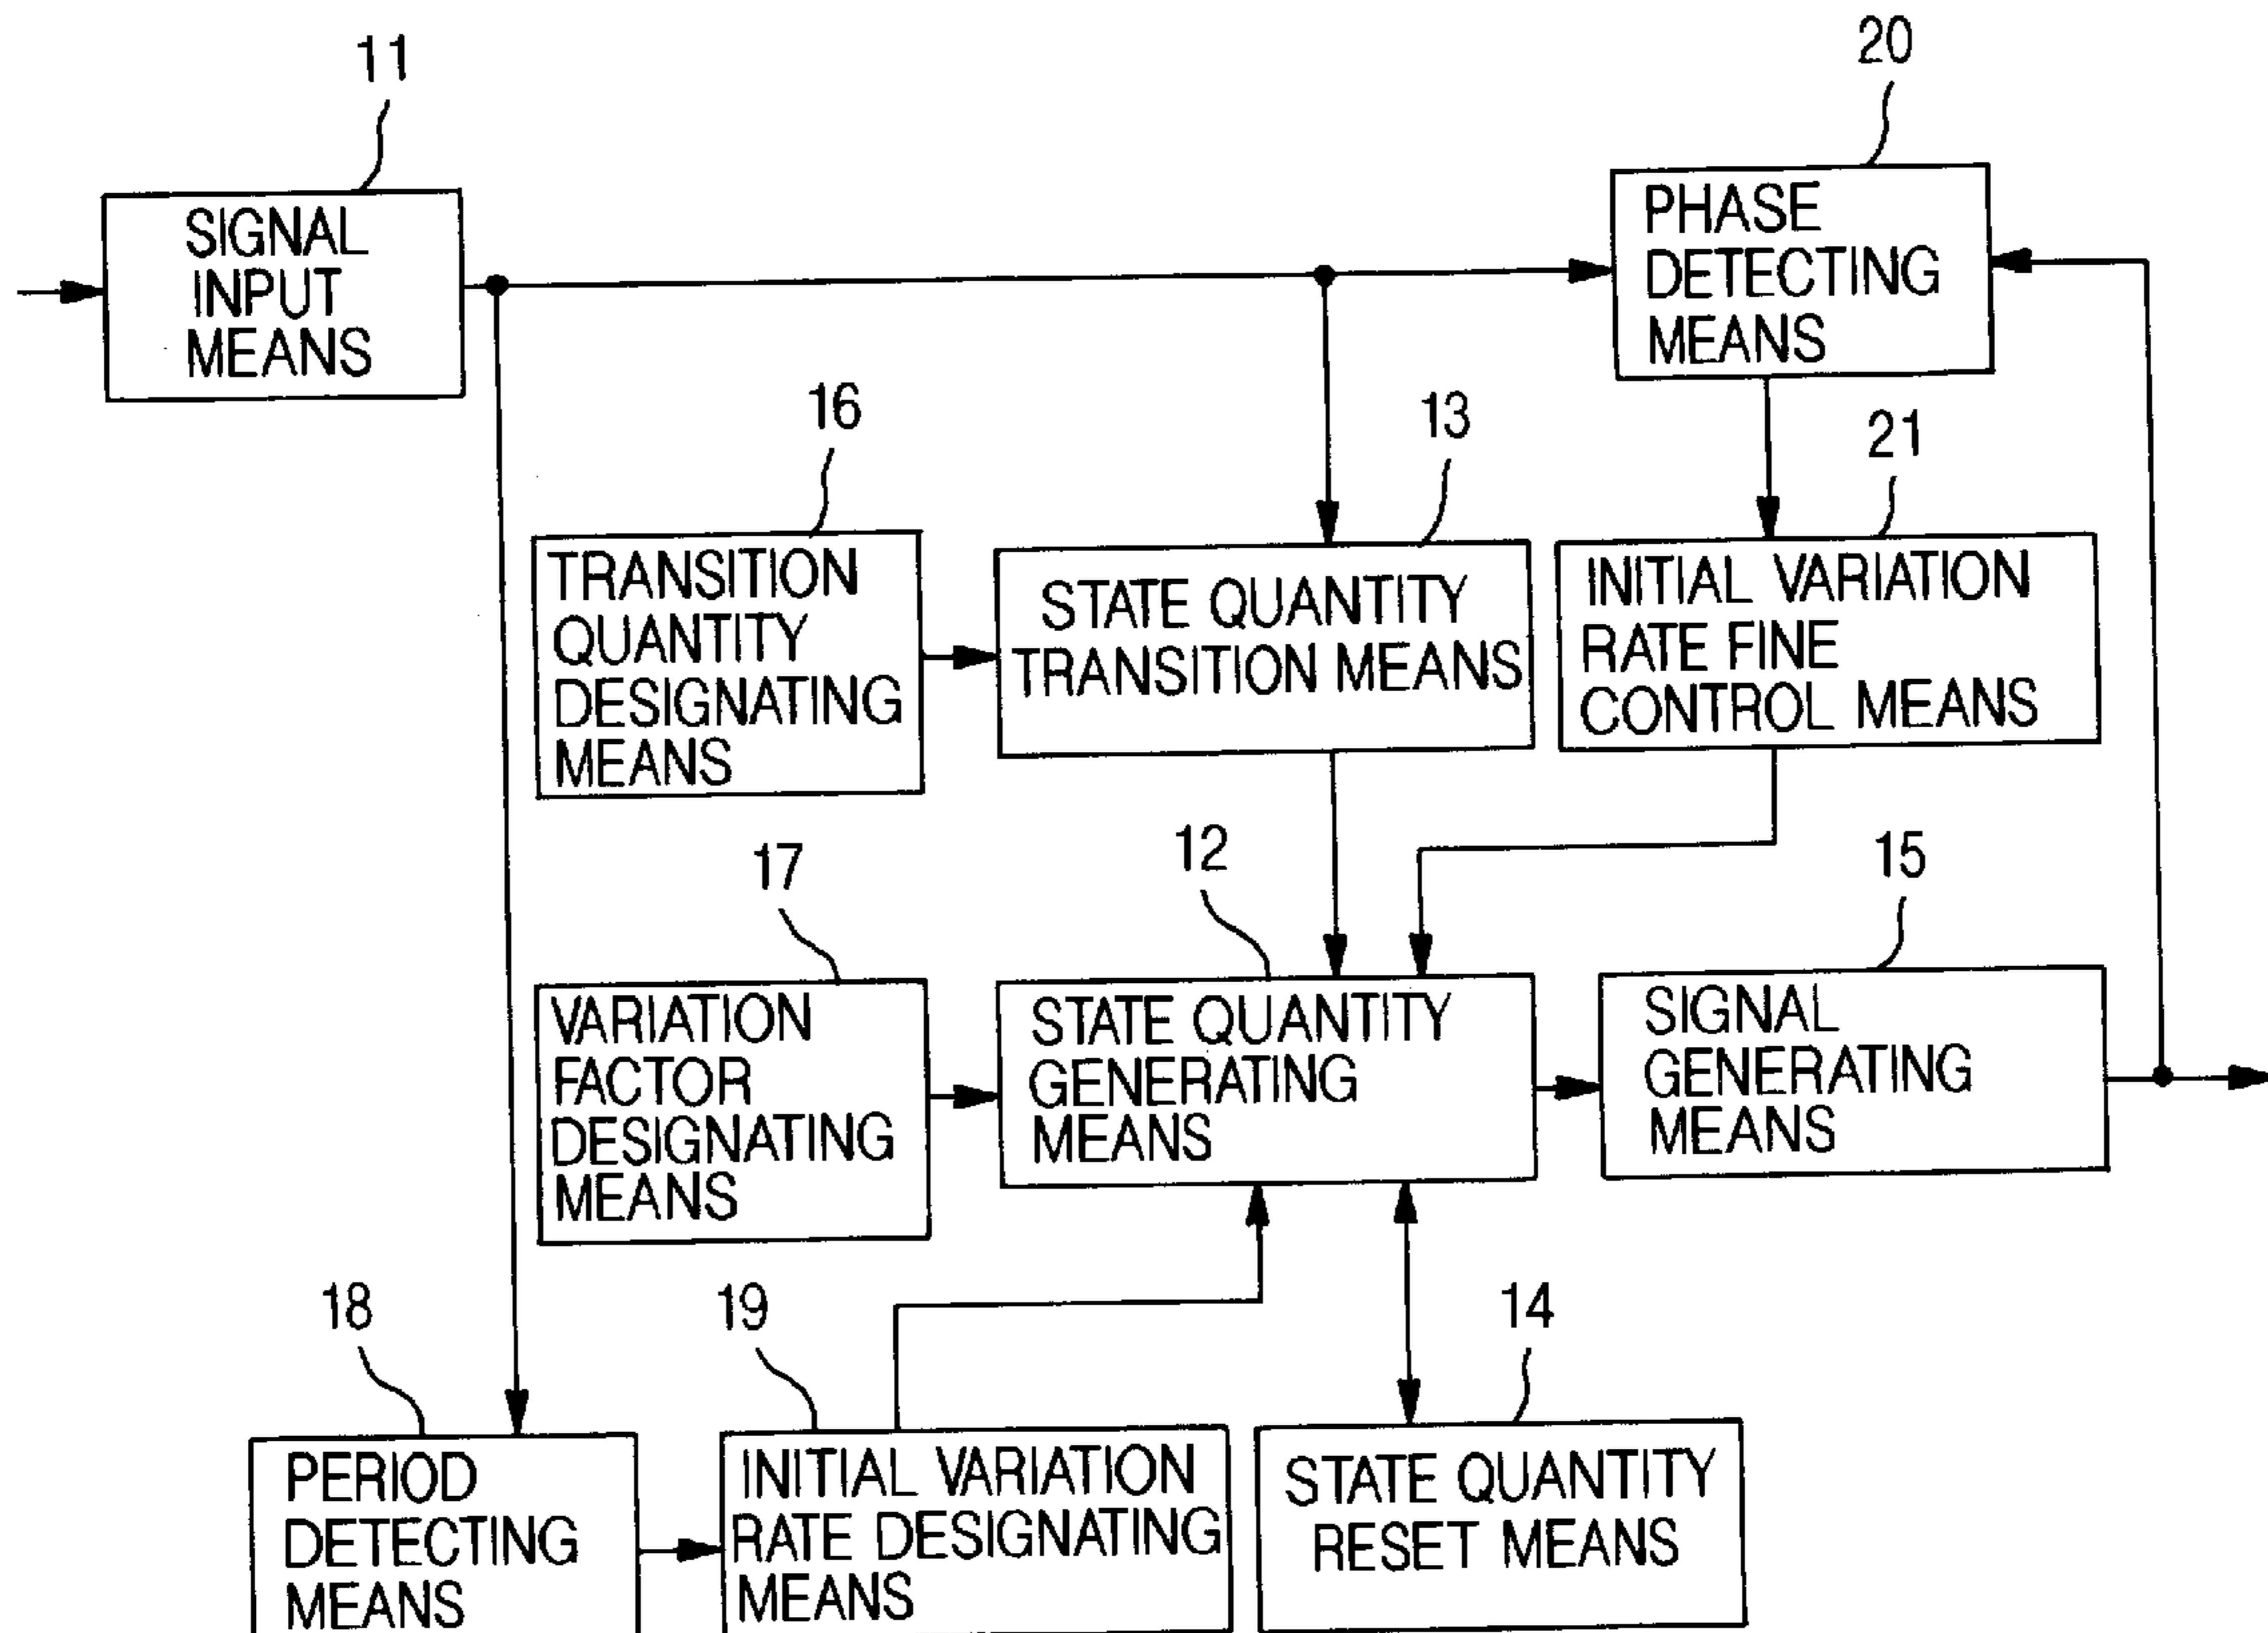 11
20
SIGNAL
INPUT
MEANS
PHASE
DETECTING
MEANS
16
13
21
TRANSITION
QUANTITY
DESIGNATING
MEANS
STATE QUANTITY
TRANSITION MEANS
INITIAL VARIATION
RATE FINE
CONTROL MEANS
17
12
15
VARIATION
FACTOR
DESIGNATING
MEANS
STATE QUANTITY
GENERATING
MEANS
SIGNAL
GENERATING
MEANS
18
19
14
PERIOD
DETECTING
MEANS
INITIAL VARIATION
RATE DESIGNATING
MEANS
STATE QUANTITY
RESET MEANS